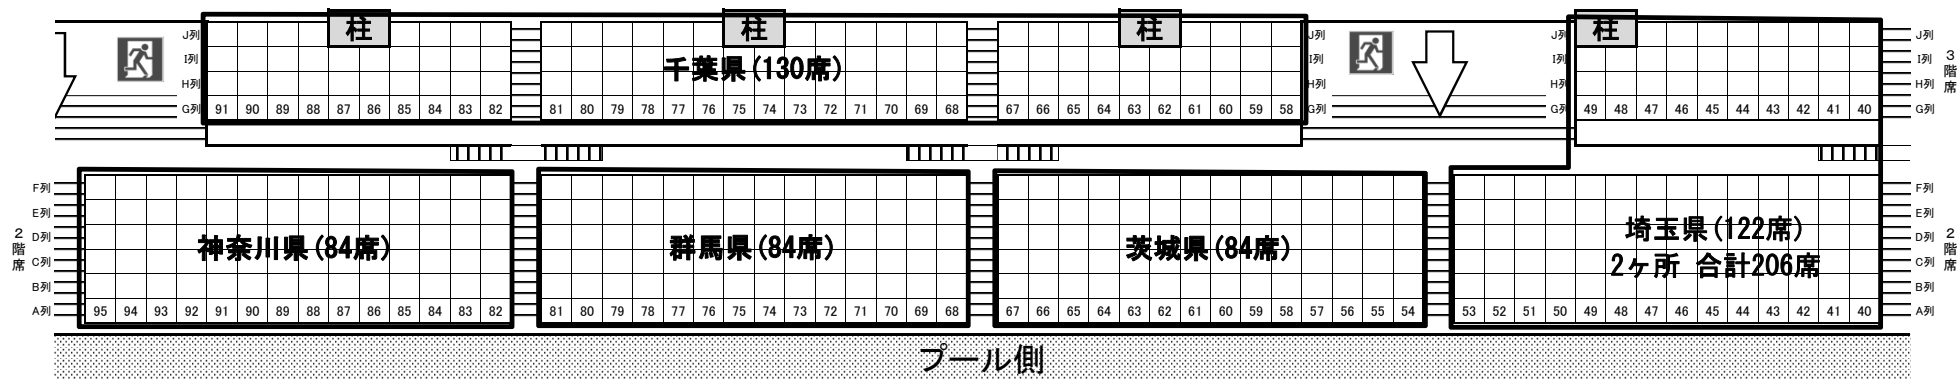 柱 柱 柱 柱
J列 J列 J列 J列
I列 I列 I列 I列
H列 H列 H列 H列
千葉県(130席)
3階席
G列 91 90 89 88 87 86 85 84 83 82 81 80 79 78 77 76 75 74 73 72 71 70 69 68 67 66 65 64 63 62 61 60 59 58 G列 G列 49 48 47 46 45 44 43 42 41 40 G列
F列 F列
E列 E列
D列 D列
C列 C列
B列 B列
2階席
神奈川県(84席)
群馬県(84席)
茨城県(84席)
埼玉県(122席)
2ヶ所 合計206席
2階席
A列 95 94 93 92 91 90 89 88 87 86 85 84 83 82 81 80 79 78 77 76 75 74 73 72 71 70 69 68 67 66 65 64 63 62 61 60 59 58 57 56 55 54 53 52 51 50 49 48 47 46 45 44 43 42 41 40 A列
プール側